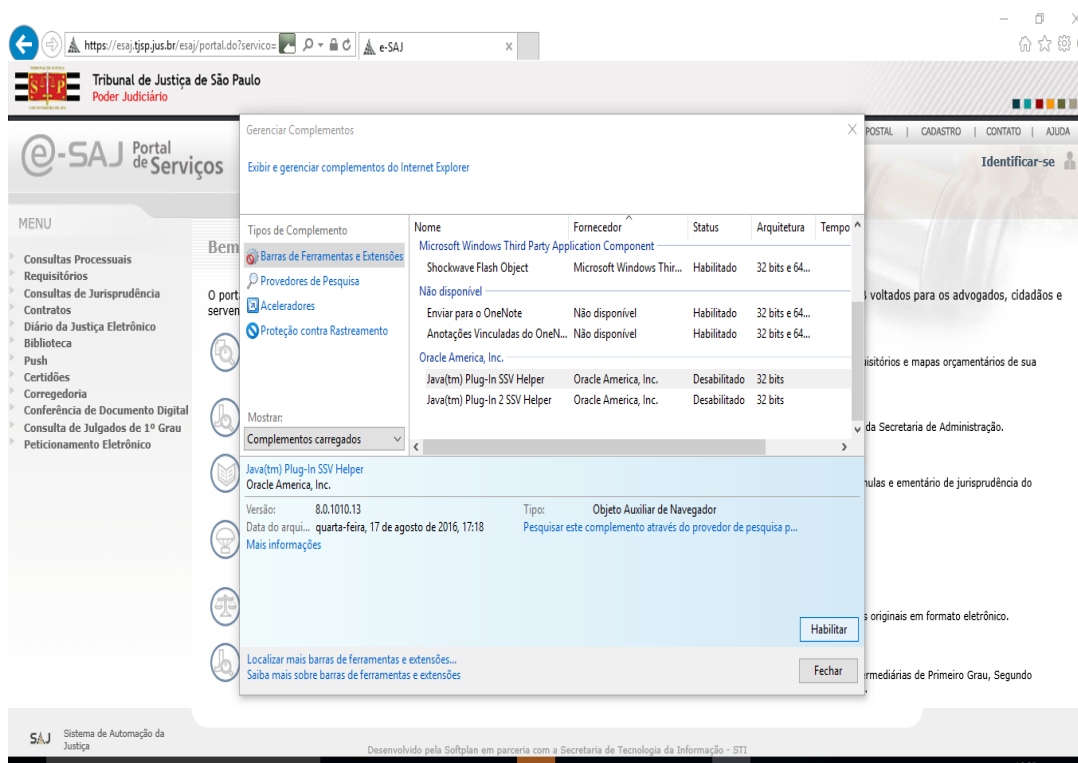 https://esaj.tjsp.jus.br/esaj/portal.do?servico=
e-SAJ
Tribunal de Justiça de São Paulo
Poder Judiciário
POSTAL | CADASTRO | CONTATO | AJUDA
e-SAJ Portal de Serviços
Identificar-se
MENU
Consultas Processuais
Requisitórios
Consultas de Jurisprudência
Contratos
Diário da Justiça Eletrônico
Biblioteca
Push
Certidões
Corregedoria
Conferência de Documento Digital
Consulta de Julgados de 1º Grau
Peticionamento Eletrônico
Bem
O port
serven
Gerenciar Complementos
Exibir e gerenciar complementos do Internet Explorer
Tipos de Complemento
Barras de Ferramentas e Extensões
Provedores de Pesquisa
Aceleradores
Proteção contra Rastreamento
Mostrar:
Complementos carregados
Nome Fornecedor Status Arquitetura Tempo
Microsoft Windows Third Party Application Component
Shockwave Flash Object Microsoft Windows Thir... Habilitado 32 bits e 64...
Não disponível
Enviar para o OneNote Não disponível Habilitado 32 bits e 64...
Anotações Vinculadas do OneN... Não disponível Habilitado 32 bits e 64...
Oracle America, Inc.
Java(tm) Plug-In SSV Helper Oracle America, Inc. Desabilitado 32 bits
Java(tm) Plug-In 2 SSV Helper Oracle America, Inc. Desabilitado 32 bits
Java(tm) Plug-In SSV Helper
Oracle America, Inc.
Versão: 8.0.1010.13 Tipo: Objeto Auxiliar de Navegador
Data do arqui... quarta-feira, 17 de agosto de 2016, 17:18 Pesquisar este complemento através do provedor de pesquisa p...
Mais informações
Habilitar
Localizar mais barras de ferramentas e extensões...
Saiba mais sobre barras de ferramentas e extensões
Fechar
voltados para os advogados, cidadãos e
isitórios e mapas orçamentários de sua
da Secretaria de Administração.
nulas e ementário de jurisprudência do
s originais em formato eletrônico.
rmediárias de Primeiro Grau, Segundo
SAJ Sistema de Automação da
Justiça
Desenvolvido pela Softplan em parceria com a Secretaria de Tecnologia da Informação - STI